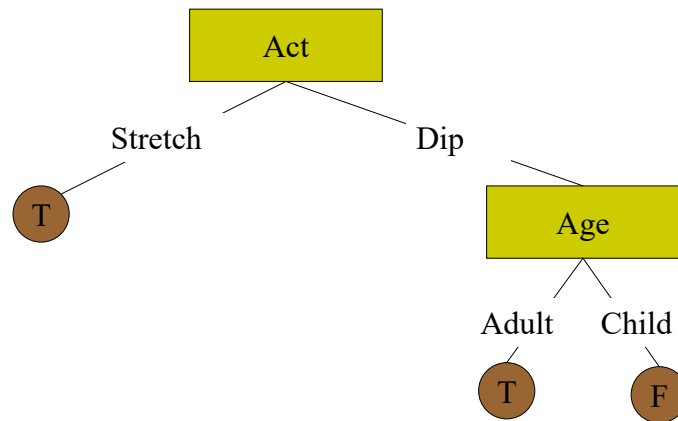 Act
Stretch
Dip
T
Age
Adult
Child
T
F